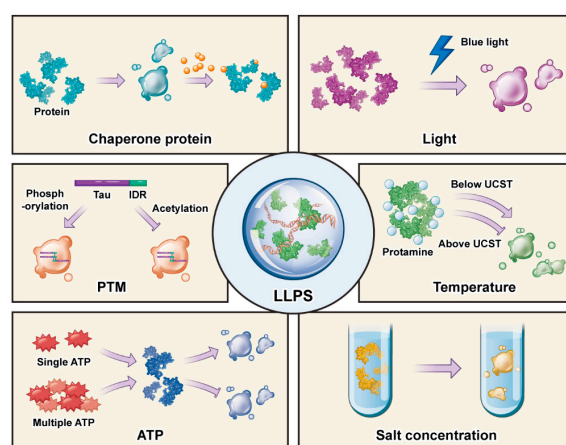 Blue light
Protein
Chaperone protein
Light
Phosph
-orylation
Tau
IDR
Acetylation
PTM
LLPS
Below UCST
Above UCST
Protamine
Temperature
Single ATP
Multiple ATP
ATP
Salt concentration